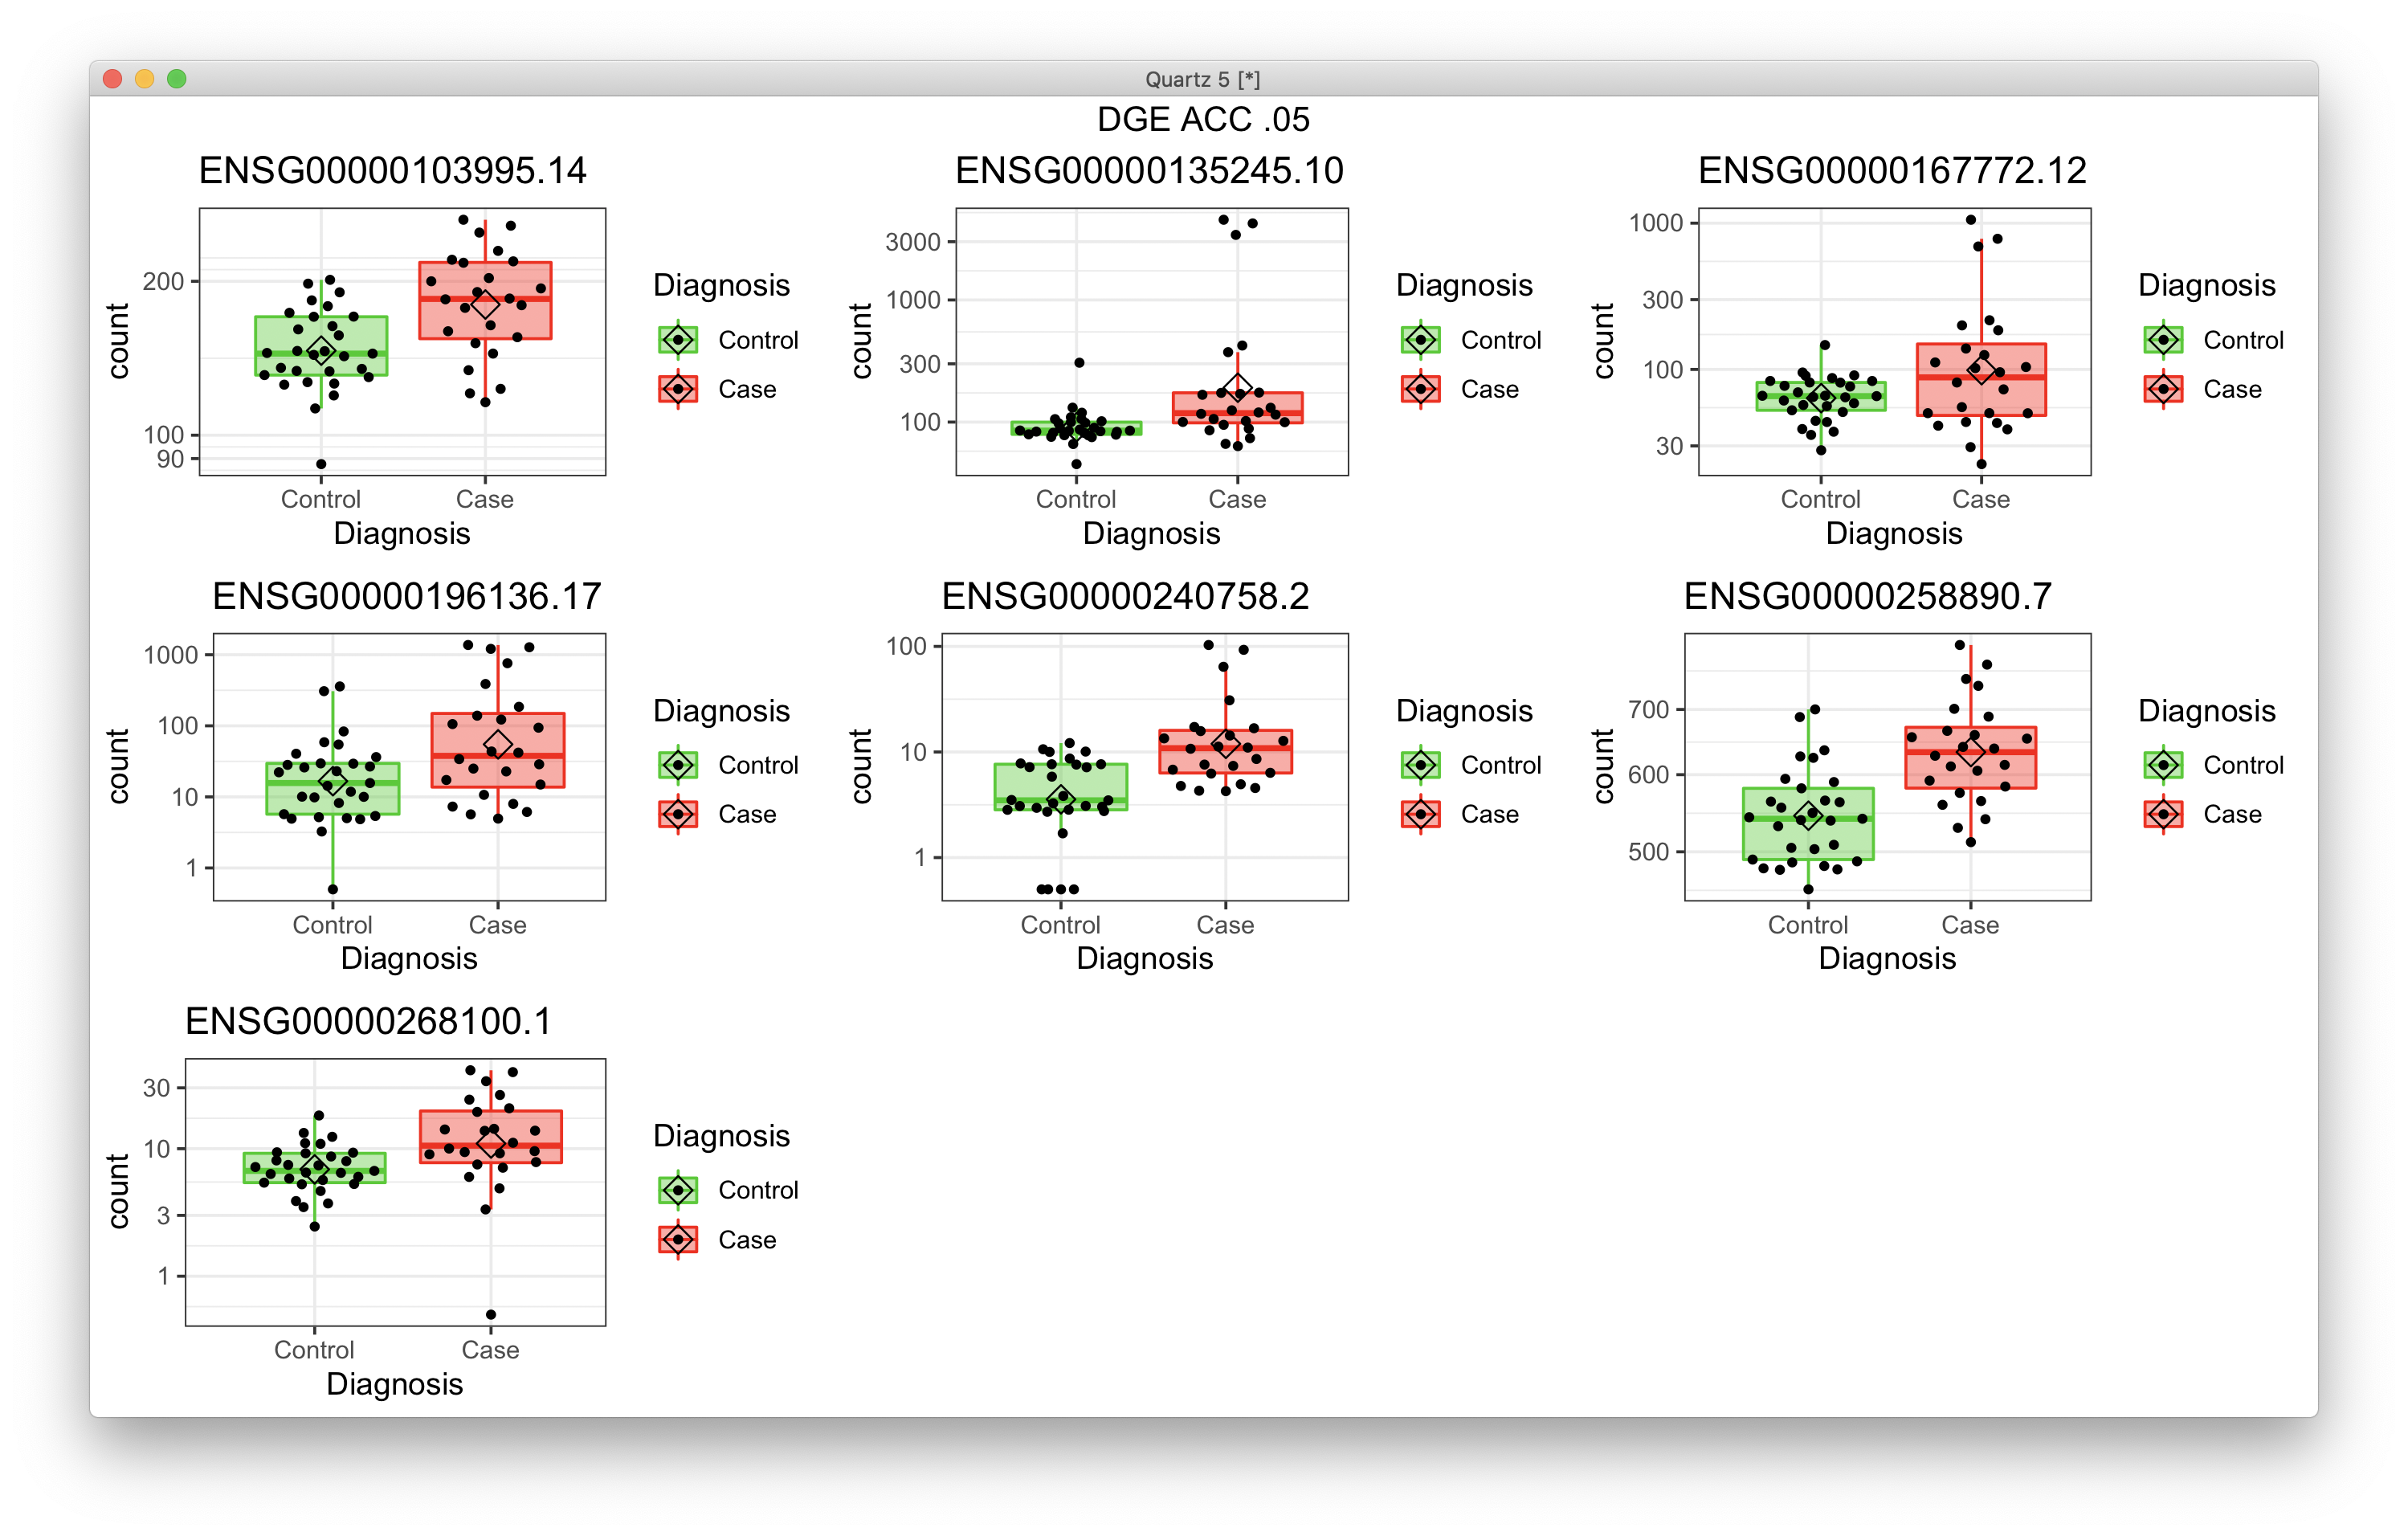 Quartz 5 [*]
DGE ACC .05
ENSG00000103995.14
count
200
100
90
Control
Case
Diagnosis
Diagnosis
Control
Case
ENSG00000135245.10
count
3000
1000
300
100
Control
Case
Diagnosis
Diagnosis
Control
Case
ENSG00000167772.12
count
1000
300
100
30
Control
Case
Diagnosis
Diagnosis
Control
Case
ENSG00000196136.17
count
1000
100
10
1
Control
Case
Diagnosis
Diagnosis
Control
Case
ENSG00000240758.2
count
100
10
1
Control
Case
Diagnosis
Diagnosis
Control
Case
ENSG00000258890.7
count
700
600
500
Control
Case
Diagnosis
Diagnosis
Control
Case
ENSG00000268100.1
count
30
10
3
1
Control
Case
Diagnosis
Diagnosis
Control
Case